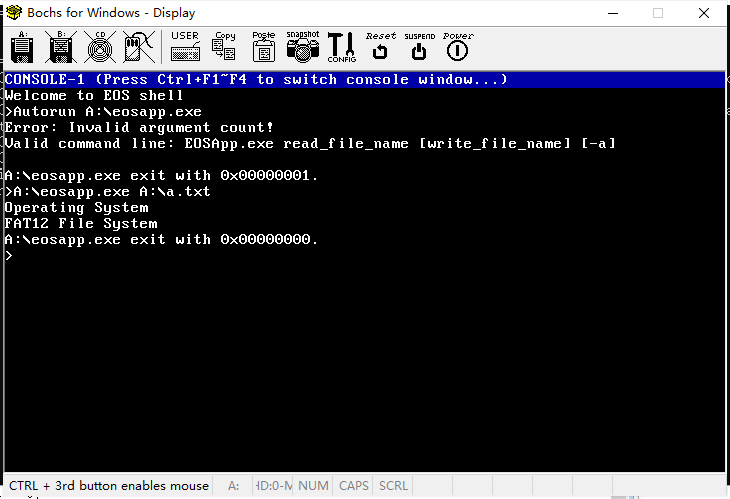 Bochs for Windows - Display
A: B: CD USER Copy Paste snapshot CONFIG Reset SUSPEND Power
CONSOLE-1 (Press Ctrl+F1~F4 to switch console window...)
Welcome to EOS shell
>Autorun A:\eosapp.exe
Error: Invalid argument count!
Valid command line: EOSApp.exe read_file_name [write_file_name] [-a]
A:\eosapp.exe exit with 0x00000001.
>A:\eosapp.exe A:\a.txt
Operating System
FAT12 File System
A:\eosapp.exe exit with 0x00000000.
>
CTRL + 3rd button enables mouse A: HD:0-M NUM CAPS SCRL